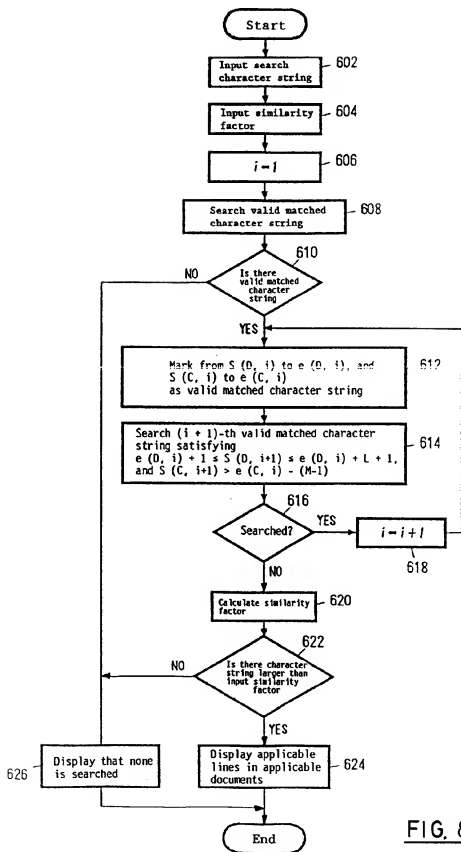 Start
Input search
character string
602
Input similarity
factor
604
i=1
606
Search valid matched
character string
608
610
Is there
valid matched
character
string
NO
YES
Mark from S (D, i) to e (D, i), and
S (C, i) to e (C, i)
as valid matched character string
612
Search (i + 1)-th valid matched character
string satisfying
e (D, i) + 1 ≤ S (D, i+1) ≤ e (D, i) + L + 1,
and S (C, i+1) > e (C, i) - (M-1)
614
616
Searched?
YES
i=i+1
618
NO
Calculate similarity
factor
620
622
Is there character
string larger than
input similarity
factor
NO
YES
Display that none
is searched
626
Display applicable
lines in applicable
documents
624
End
FIG. 8